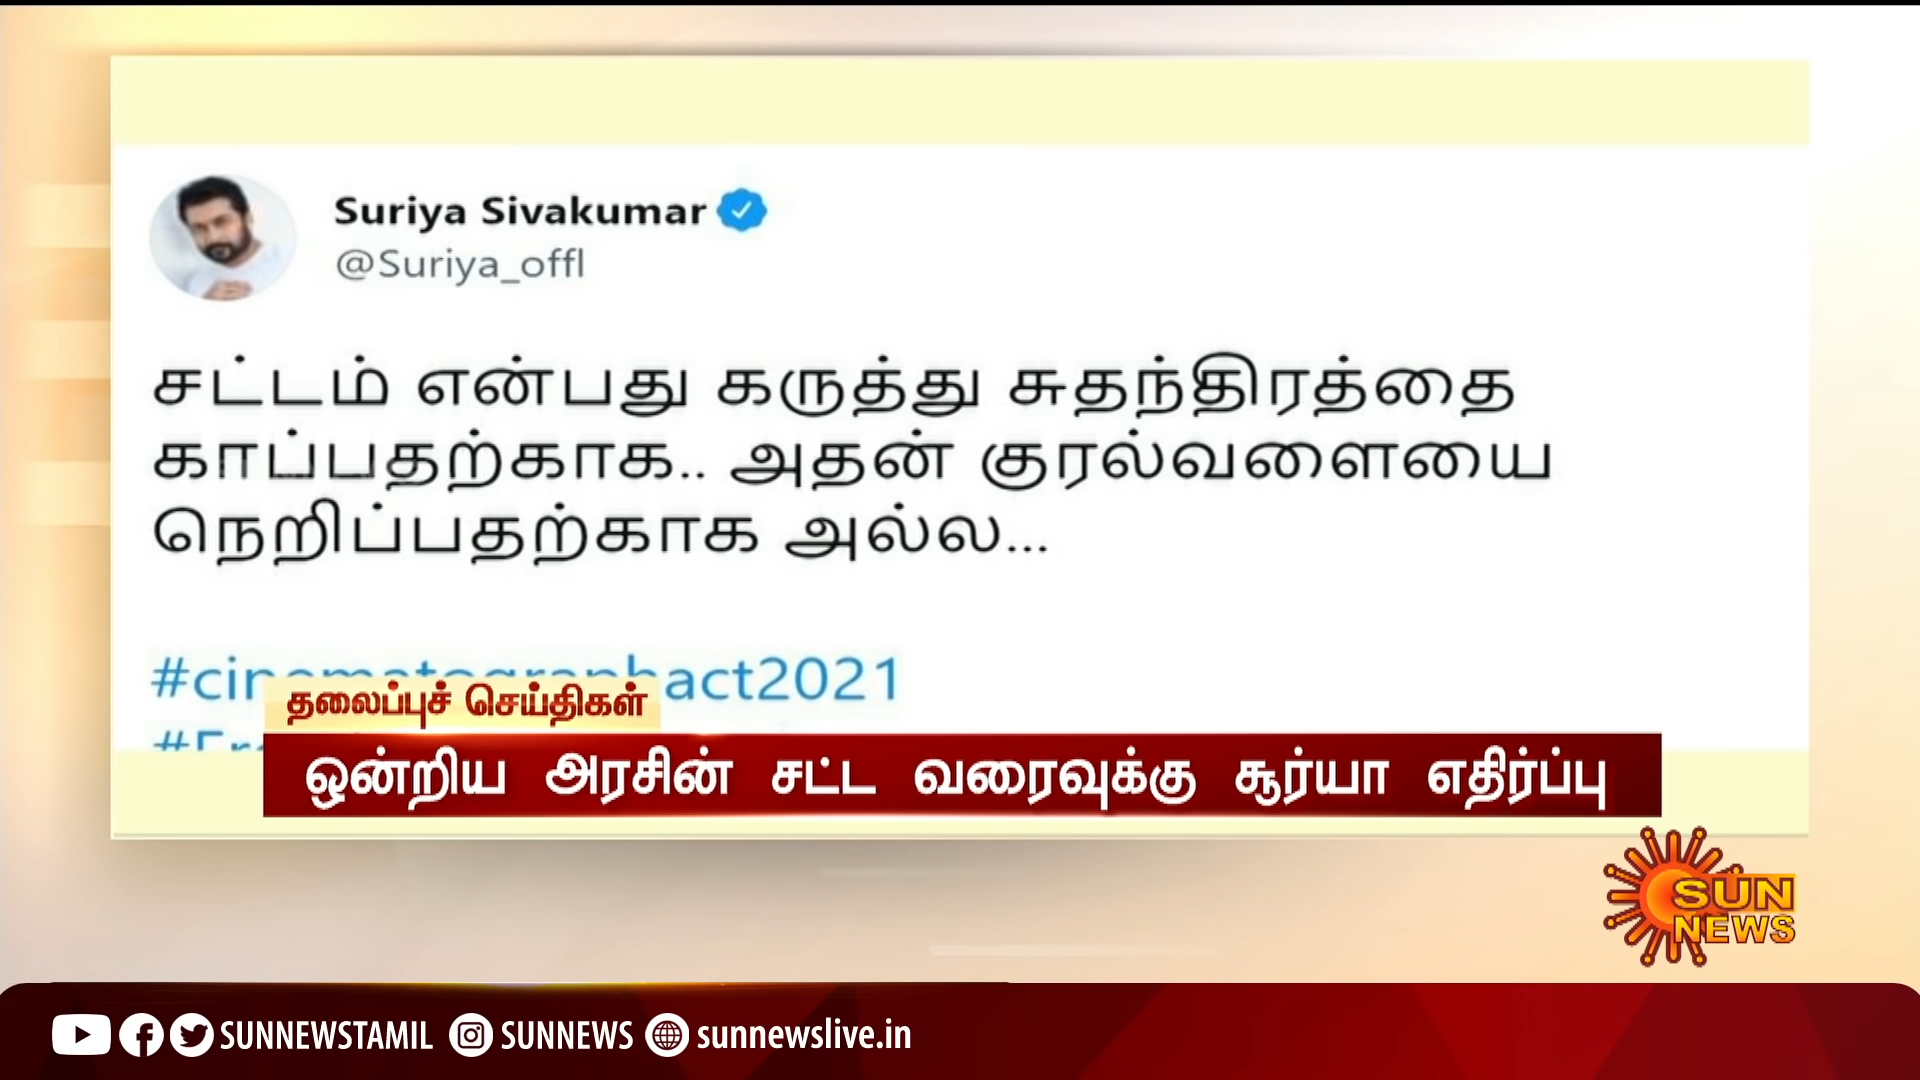 Suriya Sivakumar
@Suriya_offl
சட்டம் என்பது கருத்து சுதந்திரத்தை
காப்பதற்காக.. அதன் குரல்வளையை
நெறிப்பதற்காக அல்ல...
#cinematographact2021
தலைப்புச் செய்திகள்
ஒன்றிய அரசின் சட்ட வரைவுக்கு சூர்யா எதிர்ப்பு
SUN
NEWS
SUNNEWSTAMIL SUNNEWS sunnewslive.in